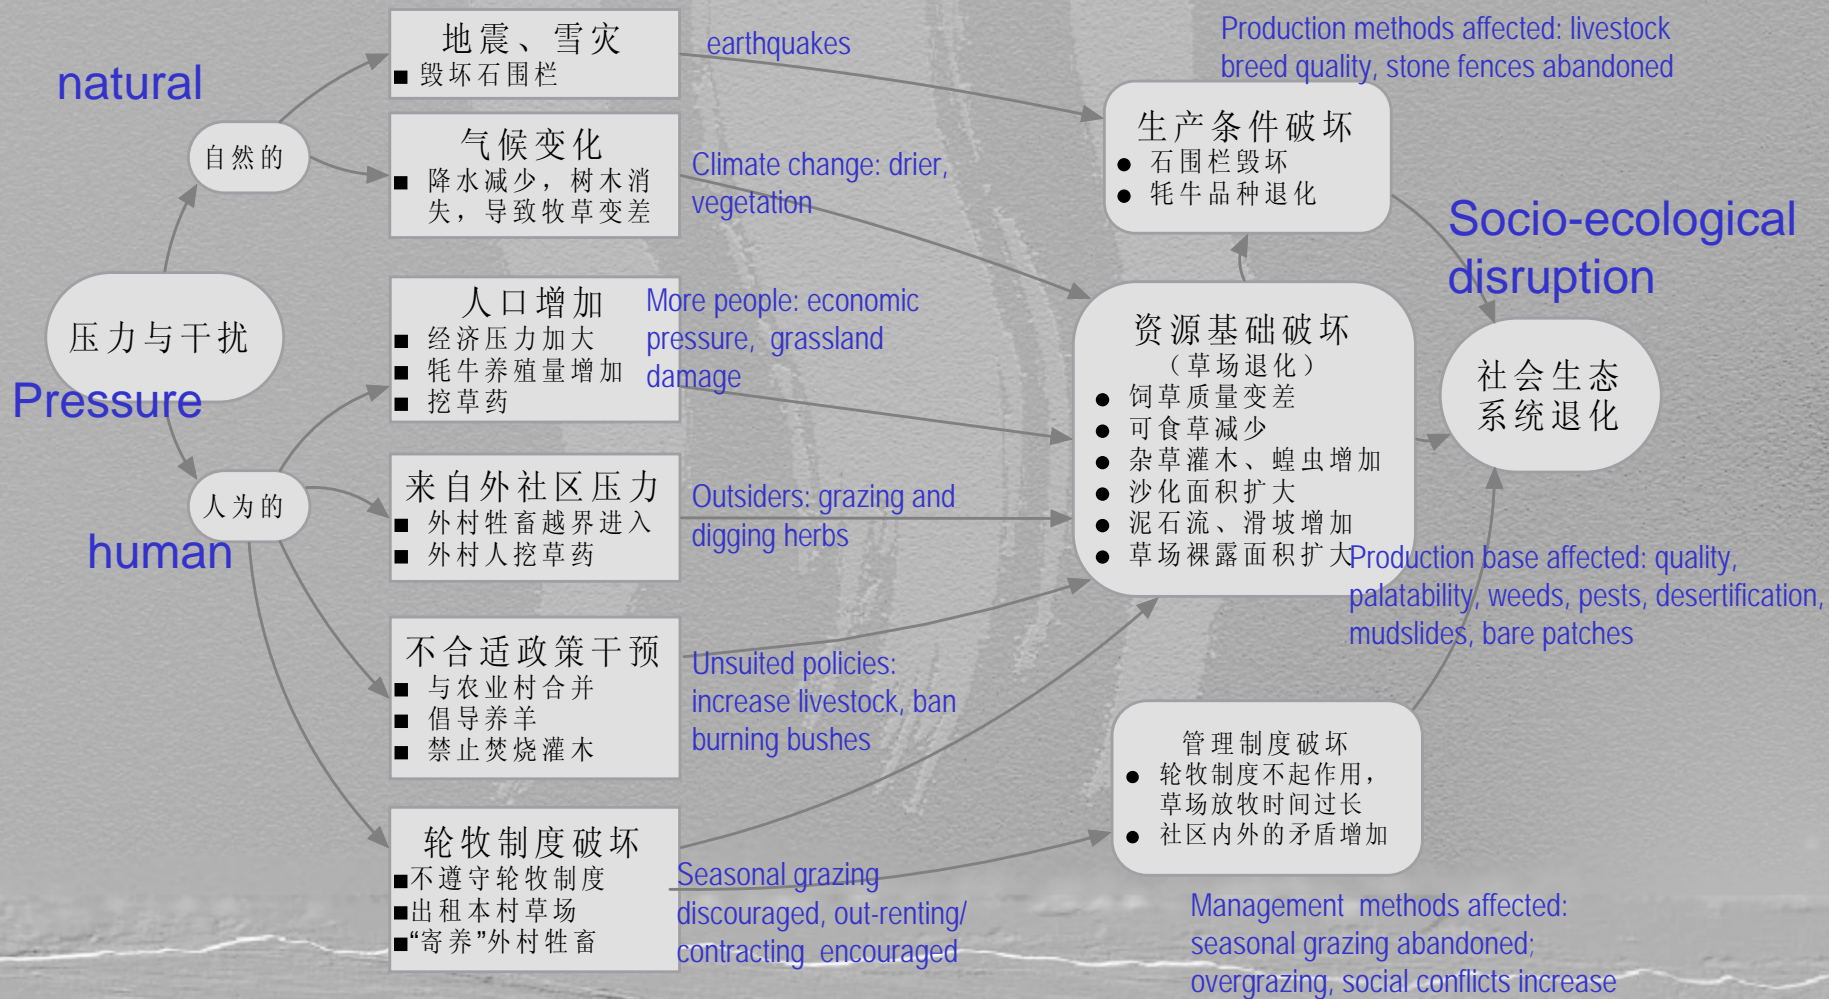 natural
自然的
压力与干扰
Pressure
人为的
human
地震、雪灾
■ 毁坏石围栏
earthquakes
气候变化
■ 降水减少，树木消
失，导致牧草变差
Climate change: drier,
vegetation
人口增加
■ 经济压力加大
■ 牦牛养殖量增加
■ 挖草药
More people: economic
pressure, grassland
damage
来自外社区压力
■ 外村牲畜越界进入
■ 外村人挖草药
Outsiders: grazing and
digging herbs
不合适政策干预
■ 与农业村合并
■ 倡导养羊
■ 禁止焚烧灌木
Unsuited policies:
increase livestock, ban
burning bushes
轮牧制度破坏
■不遵守轮牧制度
■出租本村草场
■“寄养”外村牲畜
Seasonal grazing
discouraged, out-renting/
contracting encouraged
Production methods affected: livestock
breed quality, stone fences abandoned
生产条件破坏
● 石围栏毁坏
● 牦牛品种退化
资源基础破坏
（草场退化）
● 饲草质量变差
● 可食草减少
● 杂草灌木、蝗虫增加
● 沙化面积扩大
● 泥石流、滑坡增加
● 草场裸露面积扩大
Production base affected: quality,
palatability, weeds, pests, desertification,
mudslides, bare patches
管理制度破坏
● 轮牧制度不起作用，
草场放牧时间过长
● 社区内外的矛盾增加
Management methods affected:
seasonal grazing abandoned;
overgrazing, social conflicts increase
Socio-ecological
disruption
社会生态
系统退化